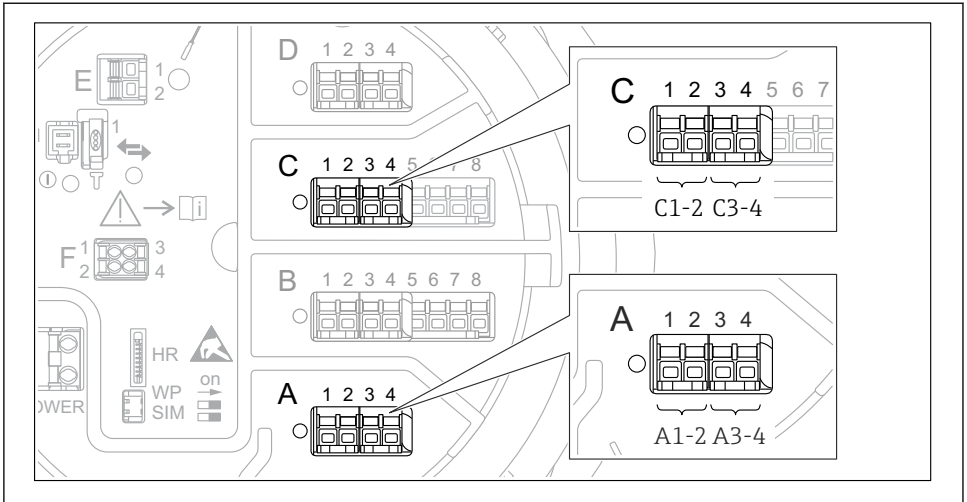 D 1 2 3 4
E 1
2
1
C 1 2 3 4 5 6 7 8
C 1 2 3 4 5 6 7
C1-2 C3-4
i
F 1 3
2 4
B 1 2 3 4 5 6 7 8
A 1 2 3 4
A1-2 A3-4
HR
WP
SIM
on
OWER
A 1 2 3 4